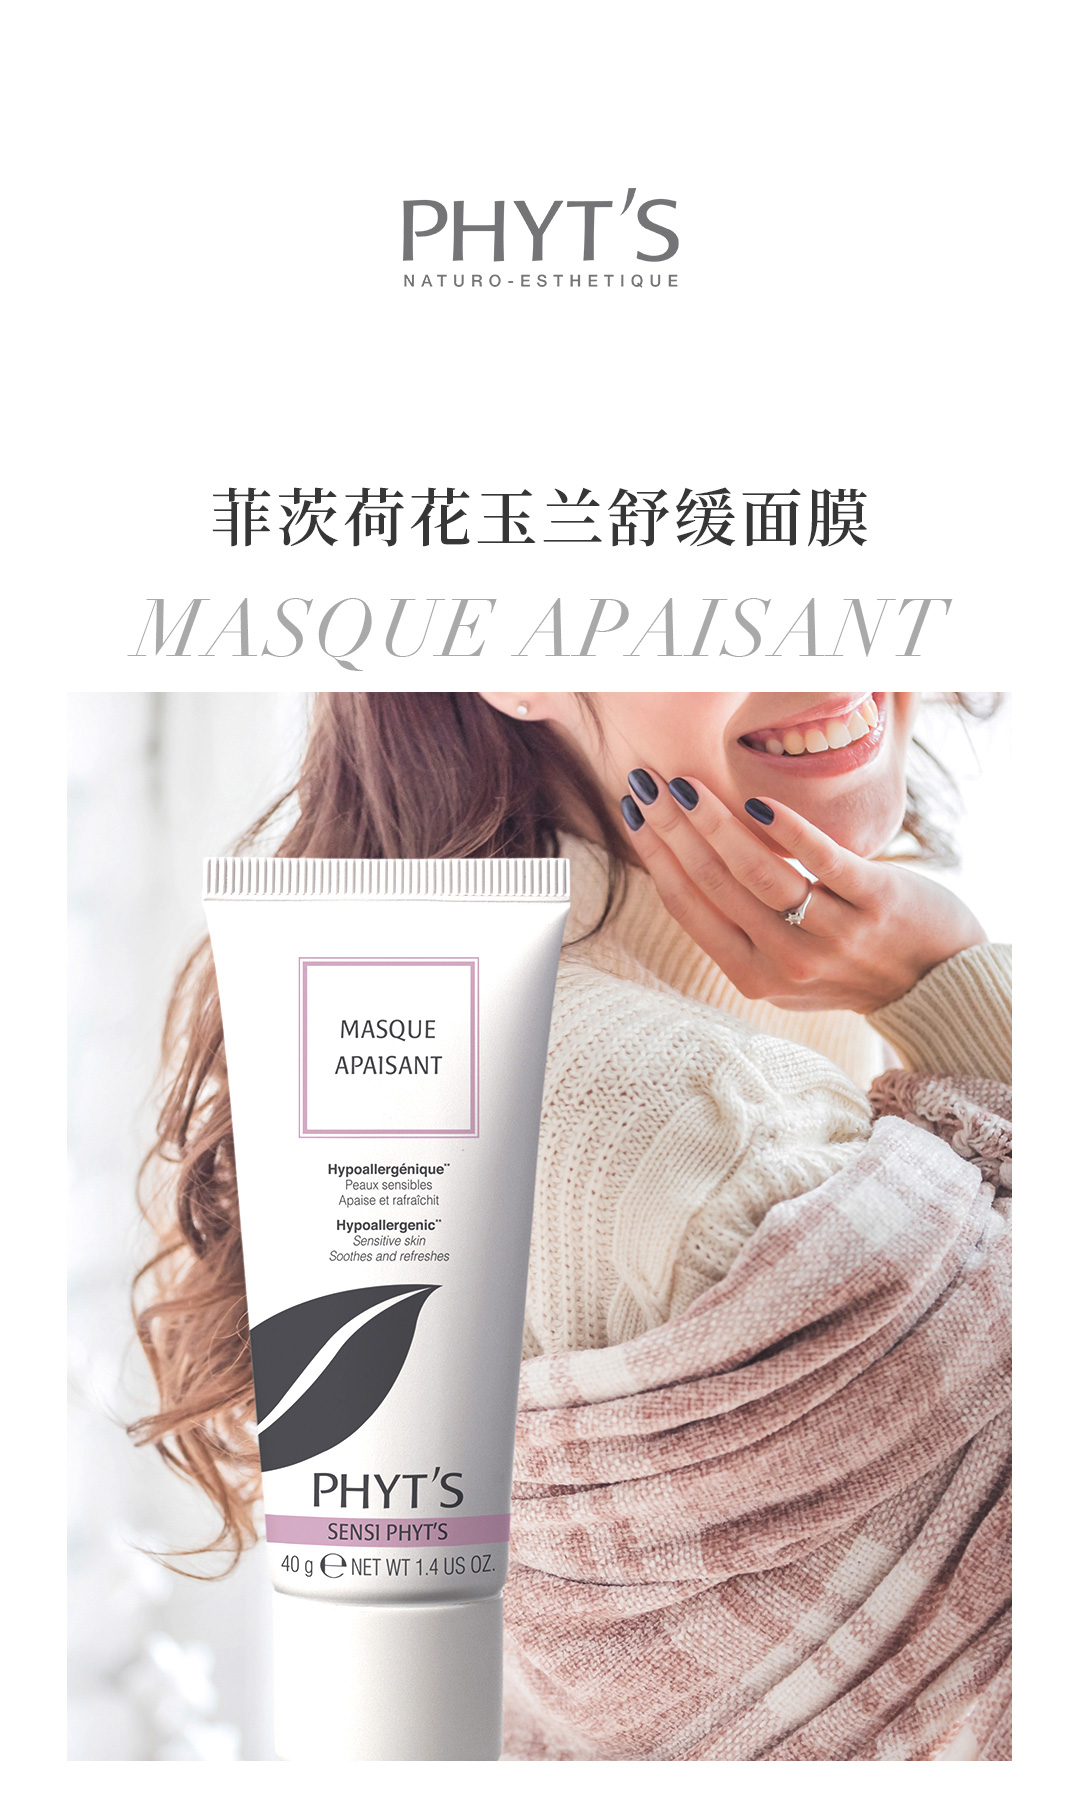 PHYT'S
NATURO-ESTHETIQUE
菲茨荷花玉兰舒缓面膜
MASQUE APAISANT
MASQUE
APAISANT
Hypoallergénique**
Peaux sensibles
Apaise et rafraîchit
Hypoallergenic**
Sensitive skin
Soothes and refreshes
PHYT'S
SENSI PHYT'S
40 g ℮ NET WT 1.4 US OZ.